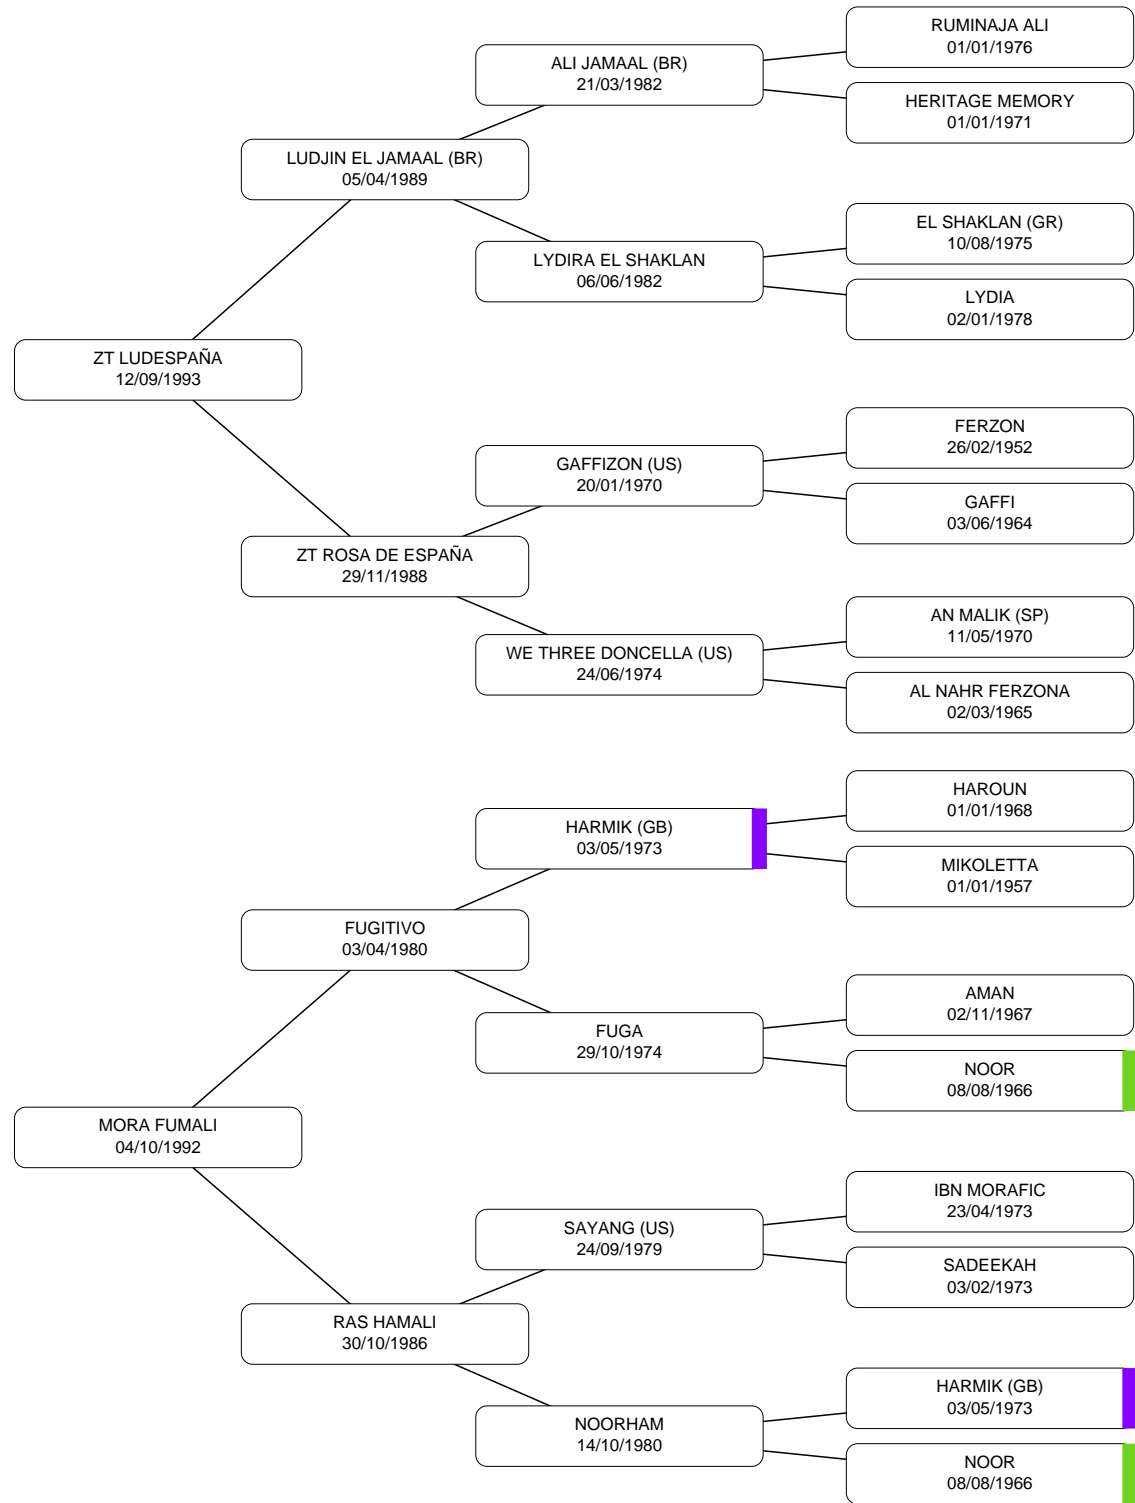 RUMINAJA ALI
01/01/1976
ALI JAMAAL (BR)
21/03/1982
HERITAGE MEMORY
01/01/1971
LUDJIN EL JAMAAL (BR)
05/04/1989
EL SHAKLAN (GR)
10/08/1975
LYDIRA EL SHAKLAN
06/06/1982
LYDIA
02/01/1978
ZT LUDESPAÑA
12/09/1993
FERZON
26/02/1952
GAFFIZON (US)
20/01/1970
GAFFI
03/06/1964
ZT ROSA DE ESPAÑA
29/11/1988
AN MALIK (SP)
11/05/1970
WE THREE DONCELLA (US)
24/06/1974
AL NAHR FERZONA
02/03/1965
HAROUN
01/01/1968
HARMIK (GB)
03/05/1973
MIKOLETTA
01/01/1957
FUGITIVO
03/04/1980
AMAN
02/11/1967
FUGA
29/10/1974
NOOR
08/08/1966
MORA FUMALI
04/10/1992
IBN MORAFIC
23/04/1973
SAYANG (US)
24/09/1979
SADEEKAH
03/02/1973
RAS HAMALI
30/10/1986
HARMIK (GB)
03/05/1973
NOORHAM
14/10/1980
NOOR
08/08/1966